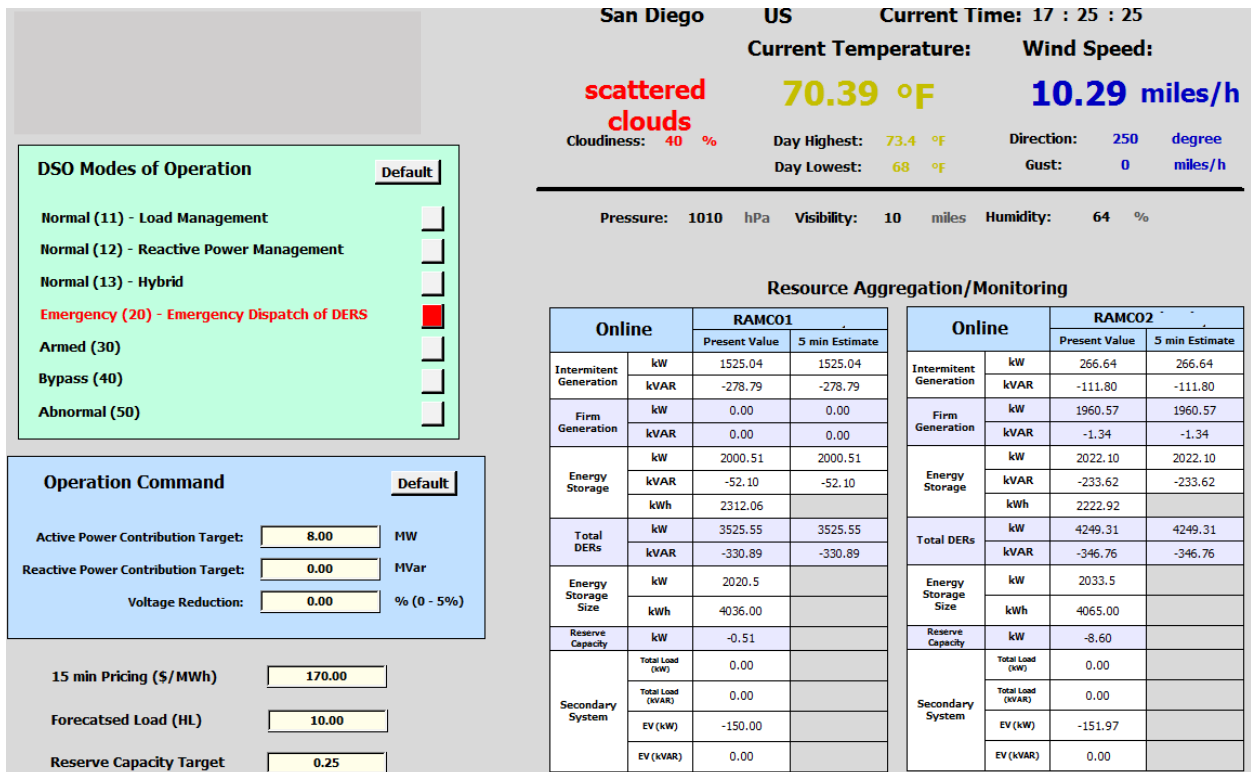 San Diego US Current Time: 17 : 25 : 25
Current Temperature: Wind Speed:
scattered clouds 70.39 °F 10.29 miles/h
Cloudiness: 40 % Day Highest: 73.4 °F Direction: 250 degree
Day Lowest: 68 °F Gust: 0 miles/h
Pressure: 1010 hPa Visibility: 10 miles Humidity: 64 %
DSO Modes of Operation Default
Normal (11) - Load Management
Normal (12) - Reactive Power Management
Normal (13) - Hybrid
Emergency (20) - Emergency Dispatch of DERS
Armed (30)
Bypass (40)
Abnormal (50)
Operation Command Default
Active Power Contribution Target: 8.00 MW
Reactive Power Contribution Target: 0.00 MVar
Voltage Reduction: 0.00 % (0 - 5%)
15 min Pricing ($/MWh) 170.00
Forecatsed Load (HL) 10.00
Reserve Capacity Target 0.25
Resource Aggregation/Monitoring
Online RAMCO1
Present Value 5 min Estimate
Intermitent Generation kW 1525.04 1525.04
kVAR -278.79 -278.79
Firm Generation kW 0.00 0.00
kVAR 0.00 0.00
Energy Storage kW 2000.51 2000.51
kVAR -52.10 -52.10
kWh 2312.06
Total DERs kW 3525.55 3525.55
kVAR -330.89 -330.89
Energy Storage Size kW 2020.5
kWh 4036.00
Reserve Capacity kW -0.51
Secondary System Total Load (kW) 0.00
Total Load (kVAR) 0.00
EV (kW) -150.00
EV (kVAR) 0.00
Online RAMCO2
Present Value 5 min Estimate
Intermitent Generation kW 266.64 266.64
kVAR -111.80 -111.80
Firm Generation kW 1960.57 1960.57
kVAR -1.34 -1.34
Energy Storage kW 2022.10 2022.10
kVAR -233.62 -233.62
kWh 2222.92
Total DERs kW 4249.31 4249.31
kVAR -346.76 -346.76
Energy Storage Size kW 2033.5
kWh 4065.00
Reserve Capacity kW -8.60
Secondary System Total Load (kW) 0.00
Total Load (kVAR) 0.00
EV (kW) -151.97
EV (kVAR) 0.00